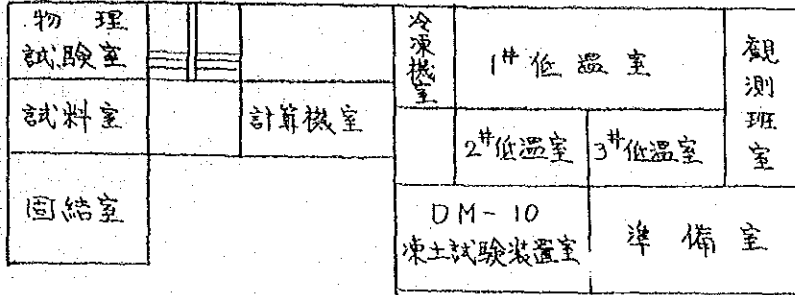 物理
試験室
試料室
固結室
計算機室
冷凍機室
1# 低温室
2#低温室
3#低温室
観測班室
DM-10
凍土試験装置室
準備室